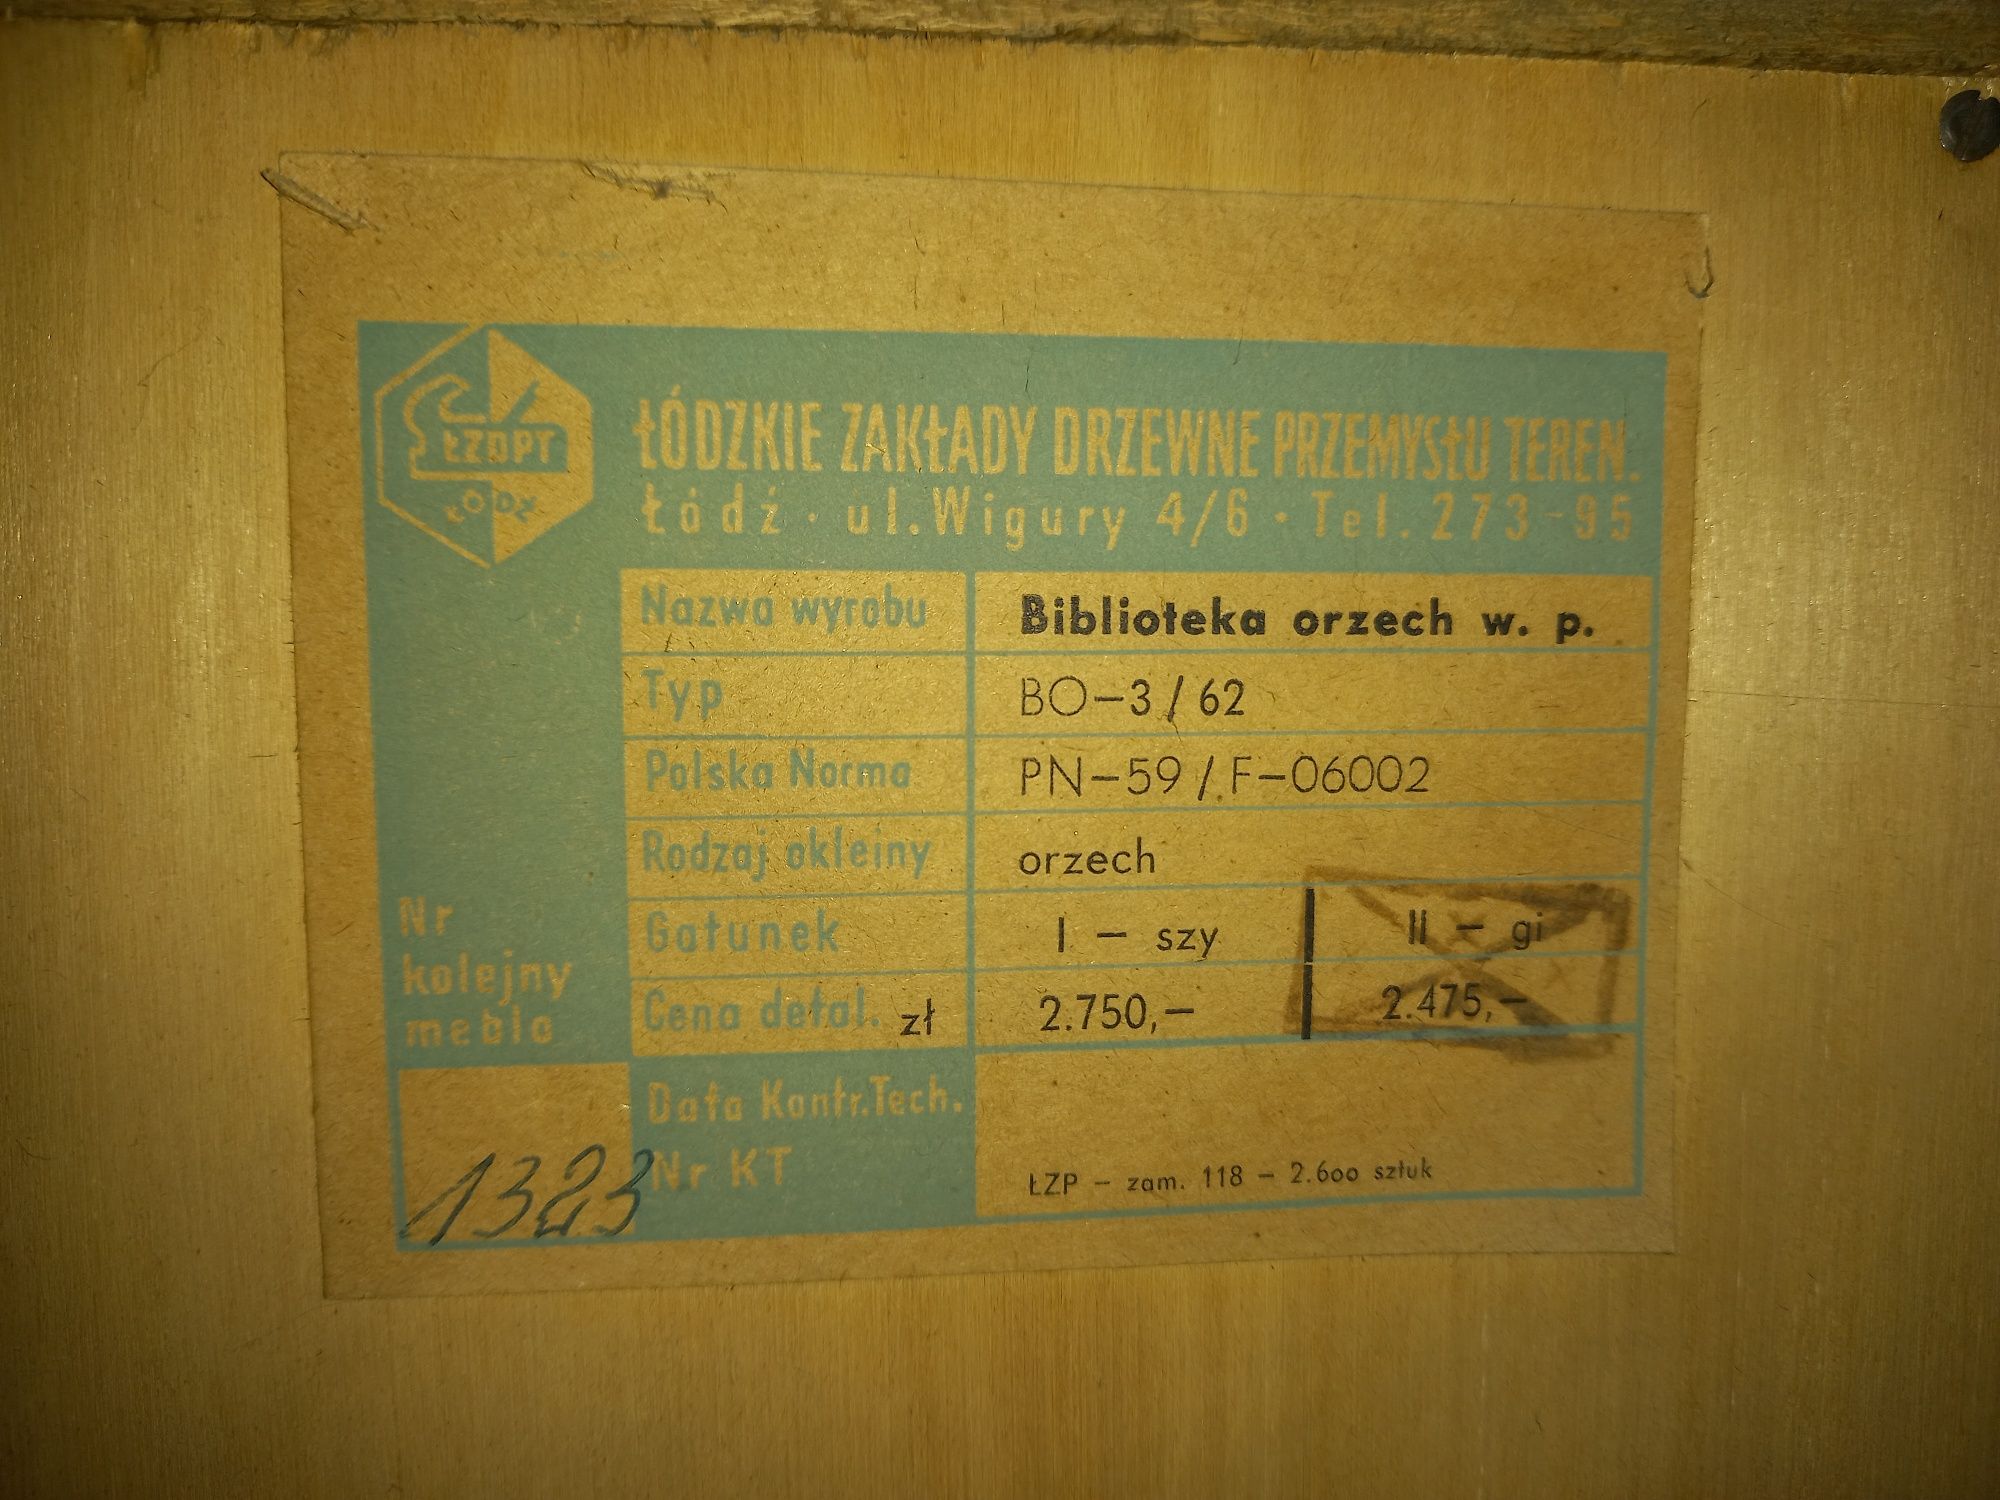 ŁZDPT
ŁÓDŹ
ŁÓDZKIE ZAKŁADY DRZEWNE PRZEMYSŁU TEREN.
Łódź · ul. Wigury 4/6 · Tel. 273-95
Nazwa wyrobu Biblioteka orzech w. p.
Typ BO-3/62
Polska Norma PN-59/F-06002
Rodzaj okleiny orzech
Gatunek I - szy II - gi
Cena detal. zł 2.750,- 2.475,-
Nr
kolejny
mebla
1323
Data Kontr.Tech.
Nr KT
ŁZP - zam. 118 - 2.600 sztuk